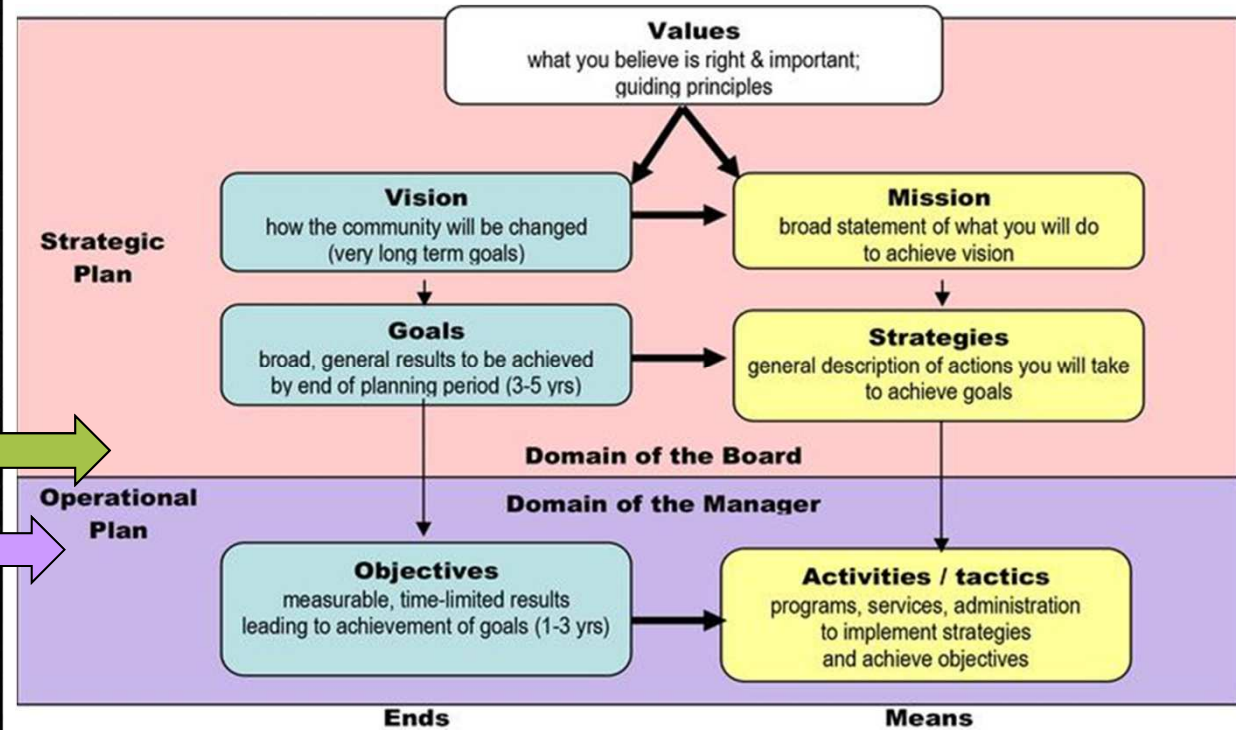 Values
what you believe is right & important;
guiding principles
Vision
how the community will be changed
(very long term goals)
Mission
broad statement of what you will do
to achieve vision
Strategic
Plan
Goals
broad, general results to be achieved
by end of planning period (3-5 yrs)
Strategies
general description of actions you will take
to achieve goals
Domain of the Board
Operational
Plan
Domain of the Manager
Objectives
measurable, time-limited results
leading to achievement of goals (1-3 yrs)
Activities / tactics
programs, services, administration
to implement strategies
and achieve objectives
Ends
Means